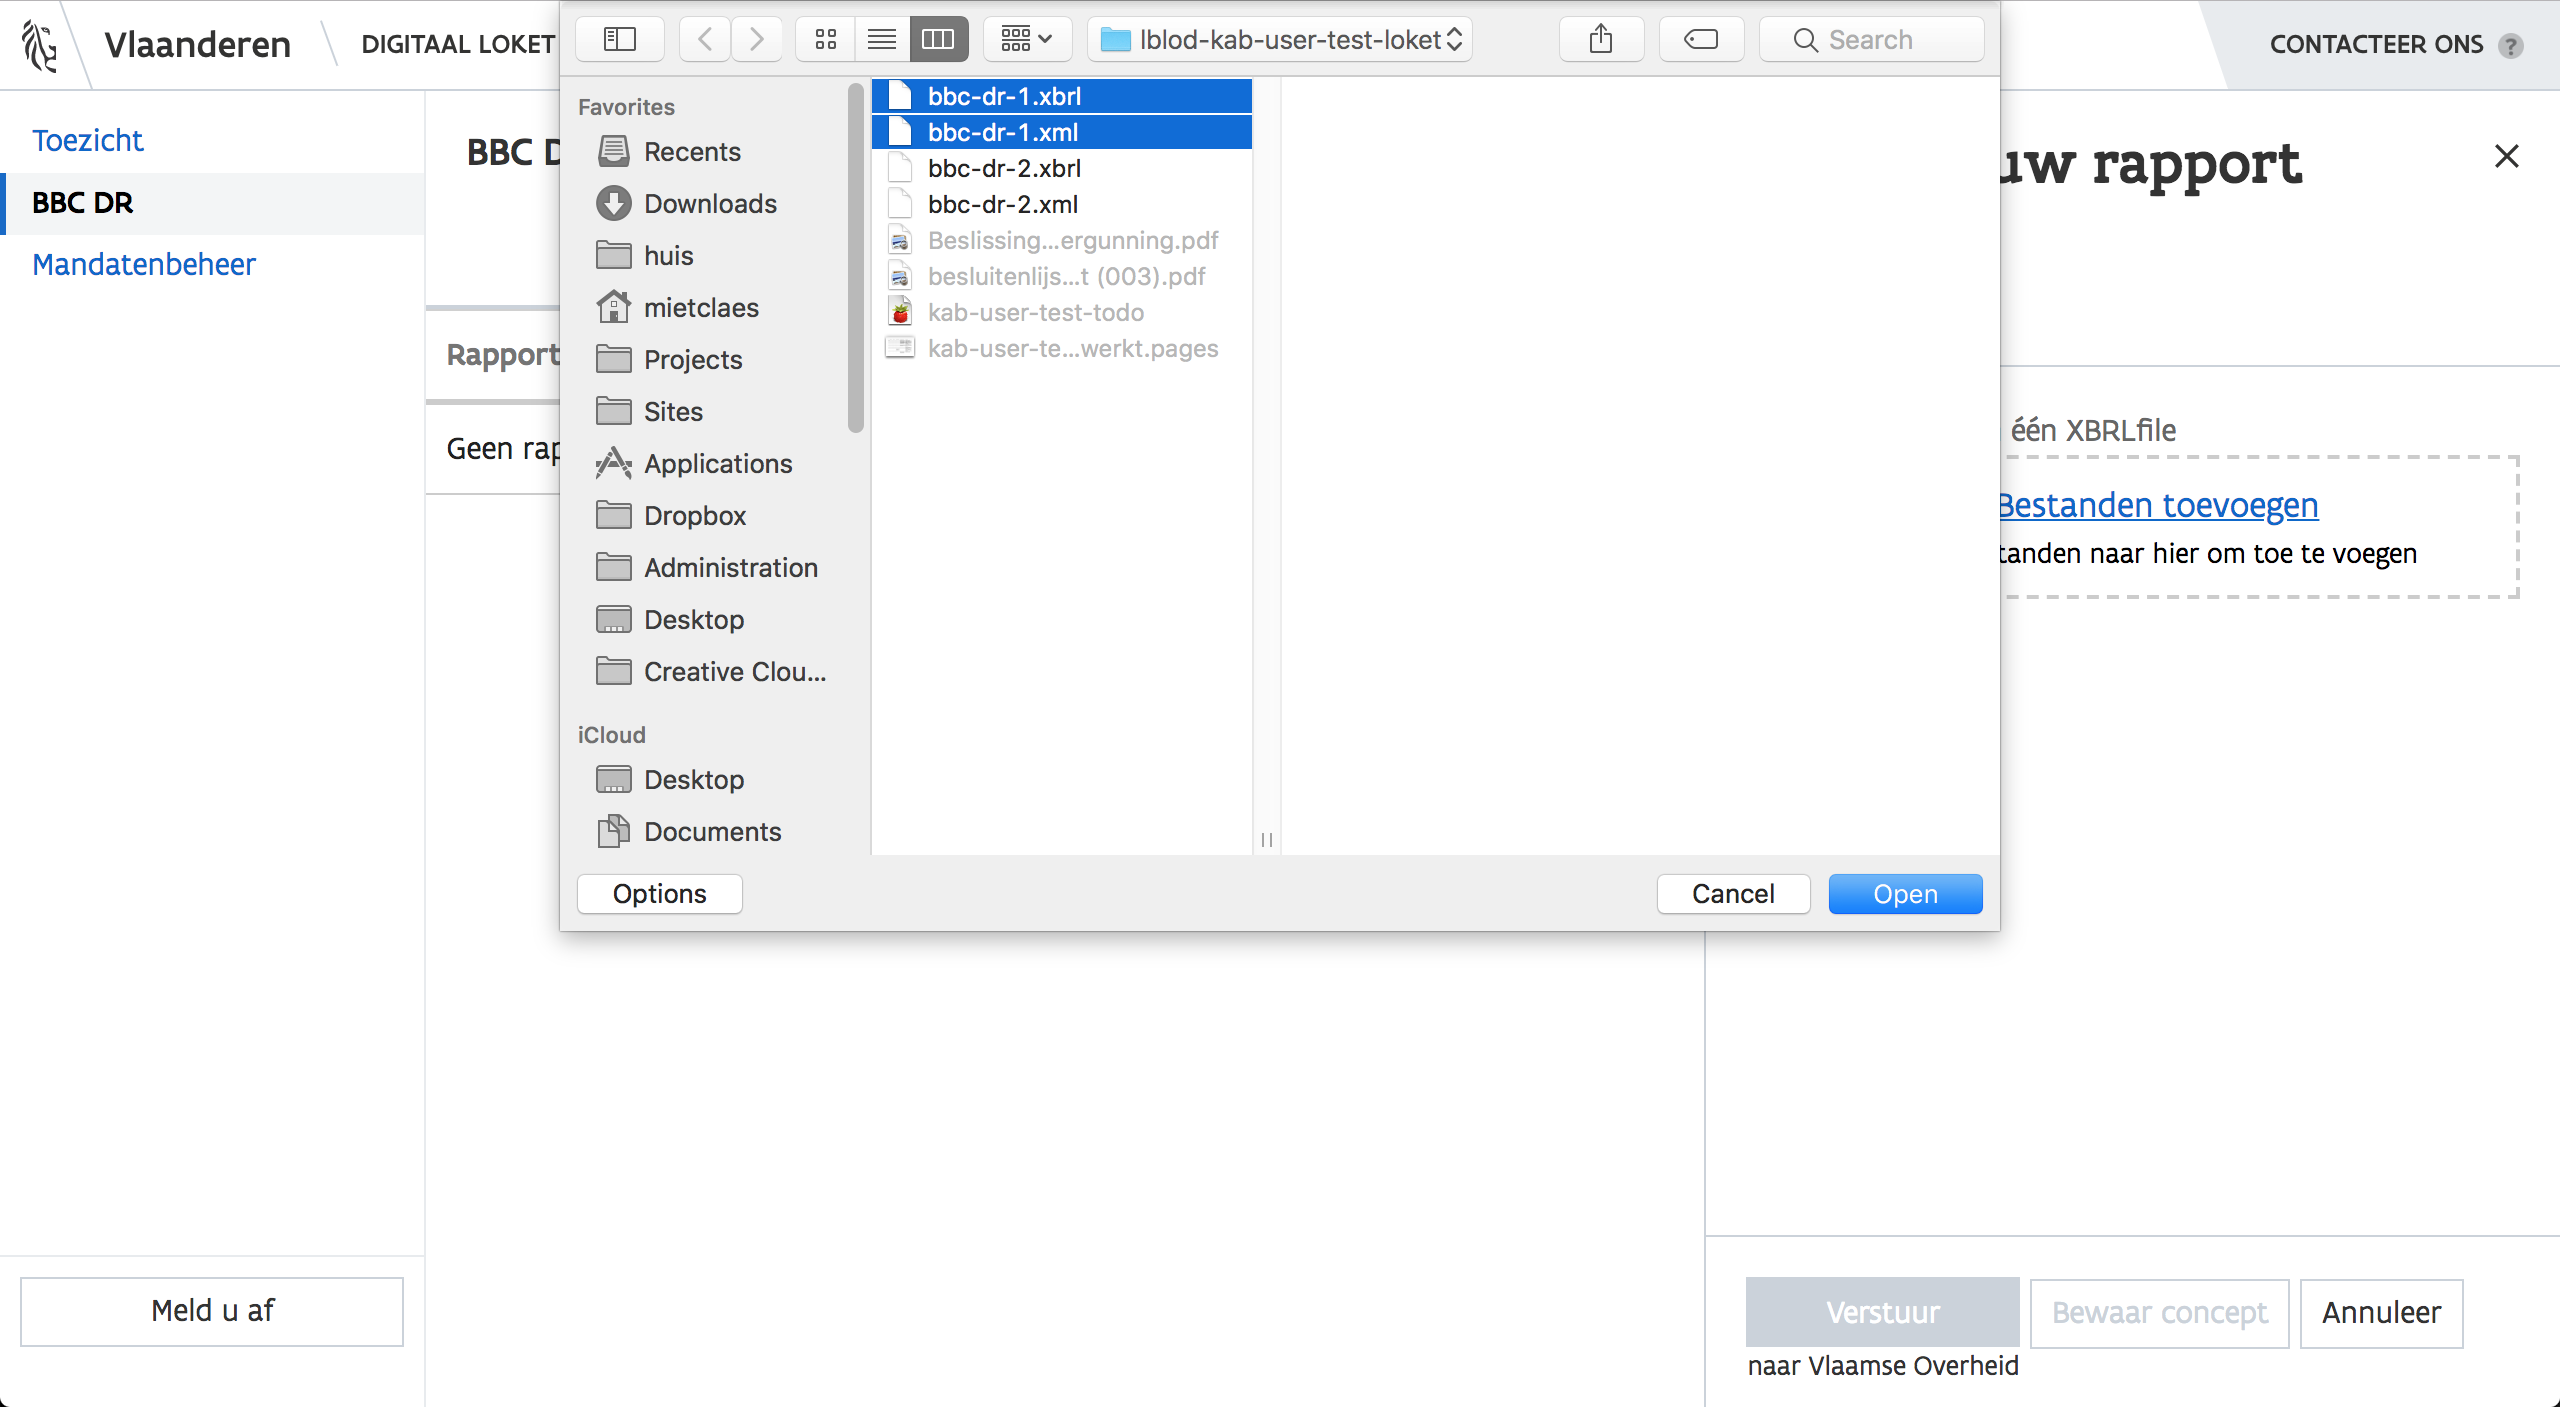 Vlaanderen
DIGITAAL LOKET
lblod-kab-user-test-loket
Search
CONTACTEER ONS ?
Toezicht
BBC DR
Mandatenbeheer
BBC D
Rapport
Geen rap
Favorites
Recents
Downloads
huis
mietclaes
Projects
Sites
Applications
Dropbox
Administration
Desktop
Creative Clou...
iCloud
Desktop
Documents
bbc-dr-1.xbrl
bbc-dr-1.xml
bbc-dr-2.xbrl
bbc-dr-2.xml
Beslissing...ergunning.pdf
besluitenlijs...t (003).pdf
kab-user-test-todo
kab-user-te...werkt.pages
Options
Cancel
Open
uw rapport
één XBRLfile
Bestanden toevoegen
tanden naar hier om toe te voegen
Meld u af
Verstuur
Bewaar concept
Annuleer
naar Vlaamse Overheid